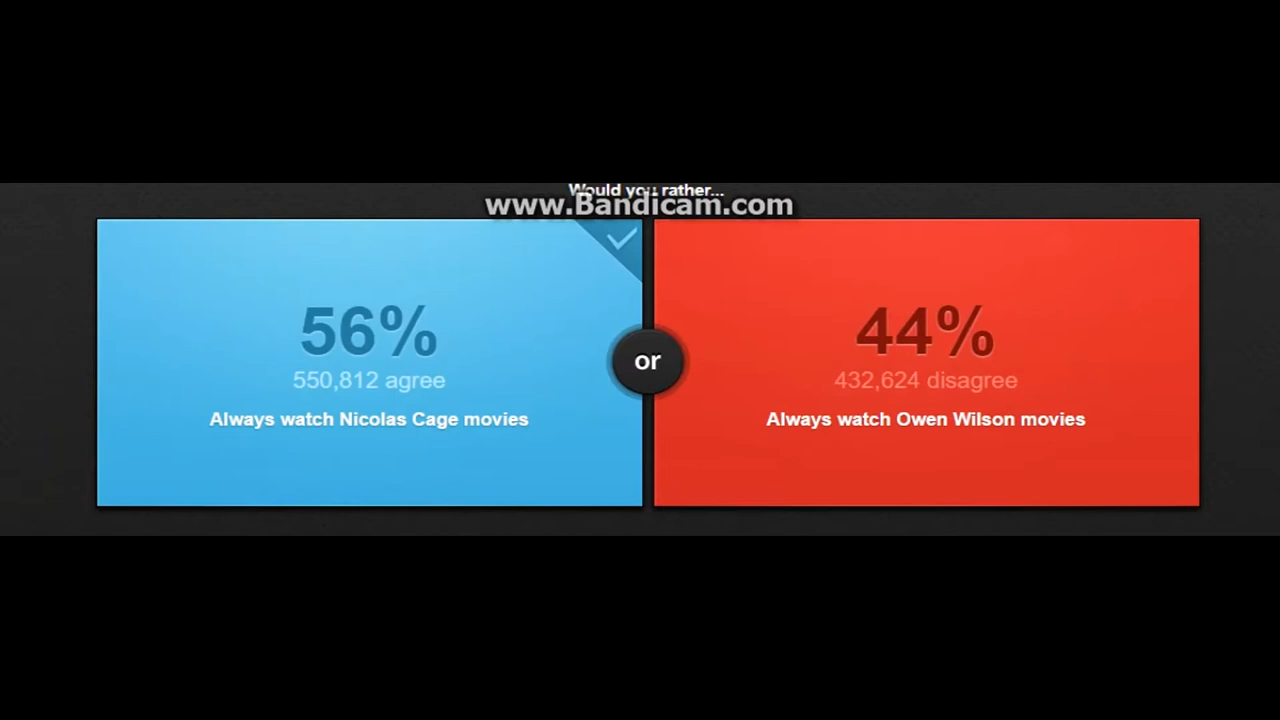 Would you rather...
www.Bandicam.com
56%
550,812 agree
Always watch Nicolas Cage movies
or
44%
432,624 disagree
Always watch Owen Wilson movies